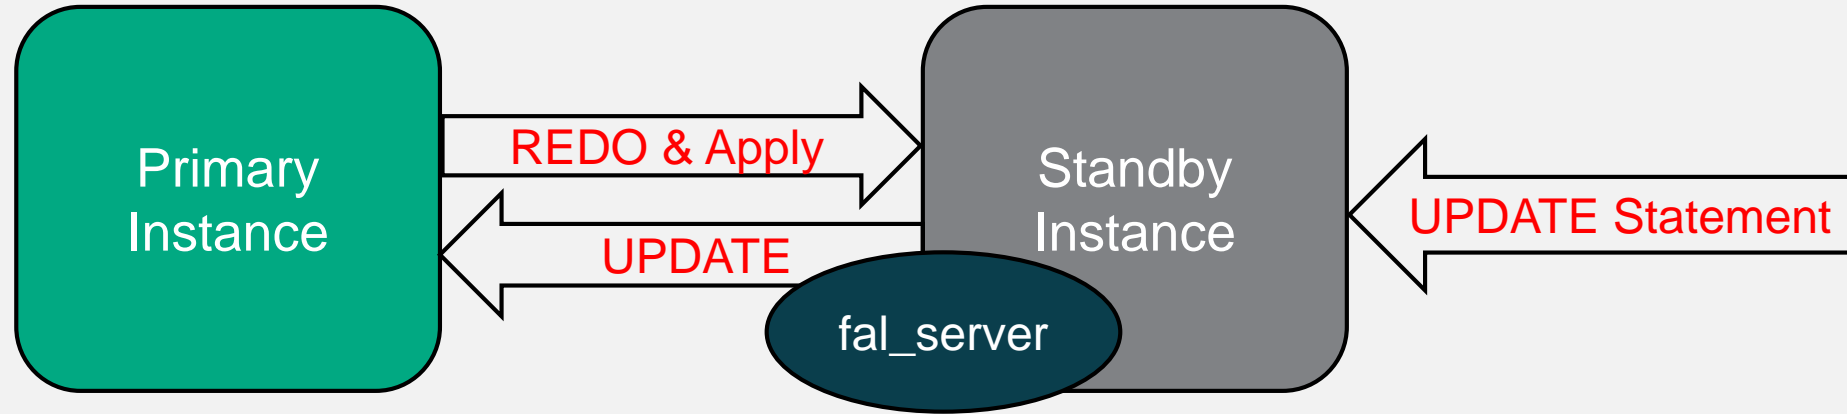 Primary
Instance
REDO & Apply
UPDATE
Standby
Instance
fal_server
UPDATE Statement